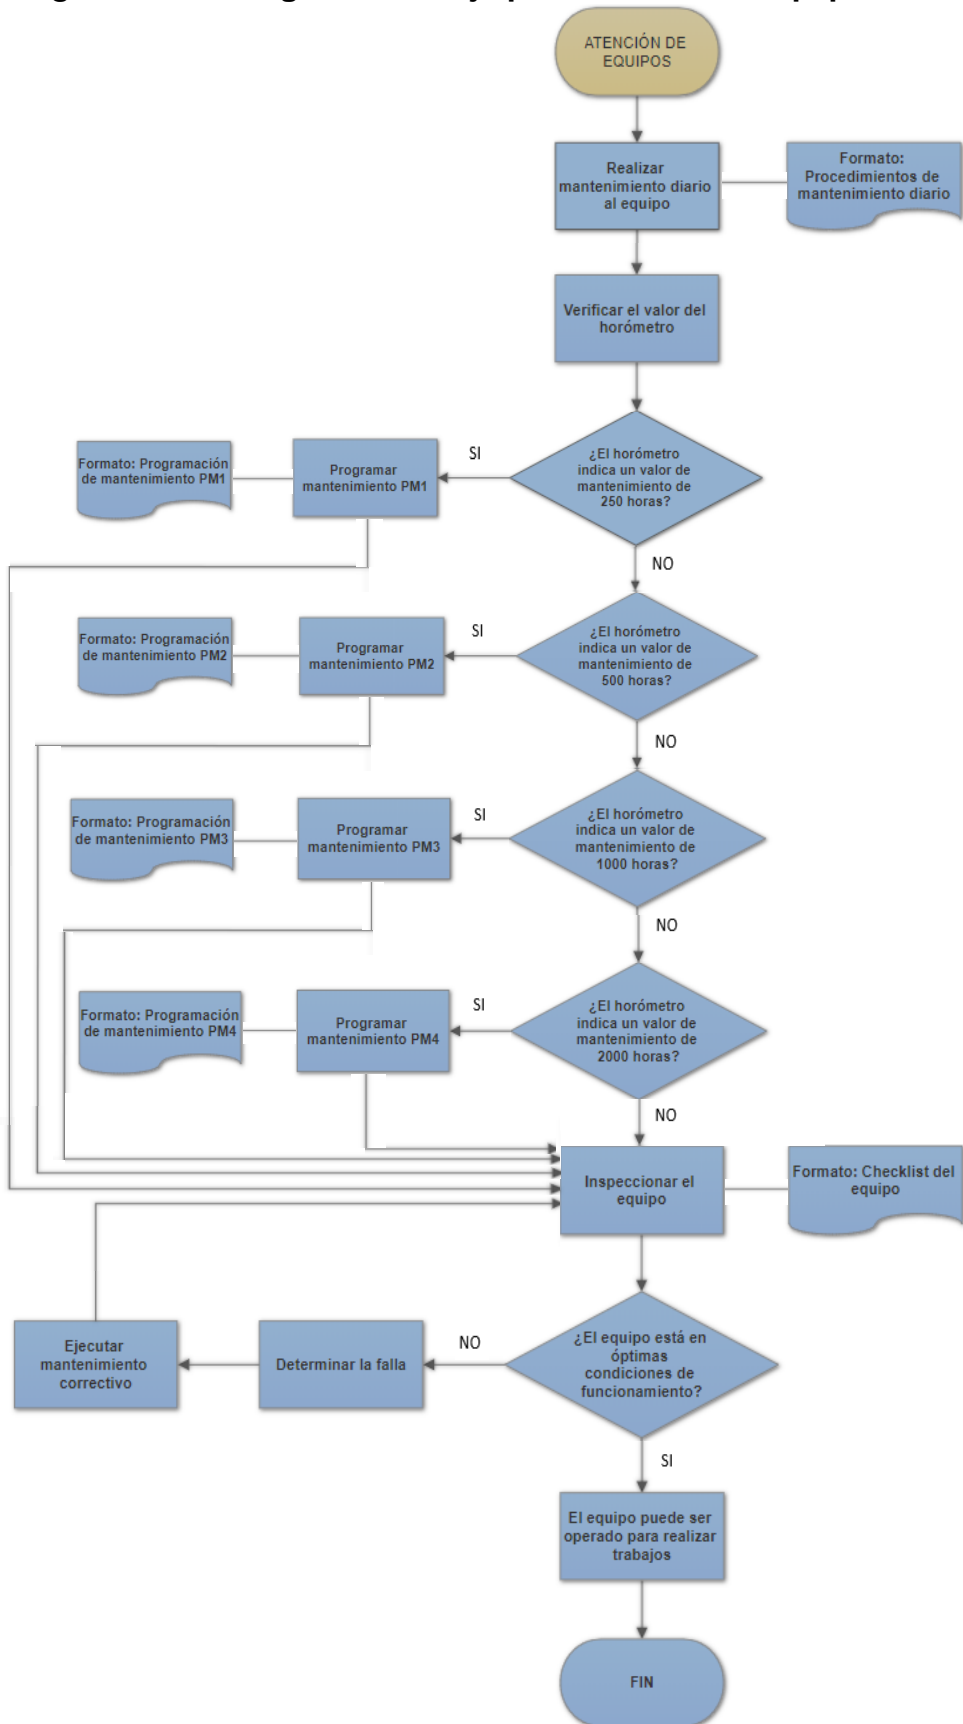 ATENCIÓN DE
EQUIPOS
Realizar
mantenimiento diario
al equipo
Formato:
Procedimientos de
mantenimiento diario
Verificar el valor del
horómetro
¿El horómetro
indica un valor de
mantenimiento de
250 horas?
SI
Programar
mantenimiento PM1
Formato: Programación
de mantenimiento PM1
NO
¿El horómetro
indica un valor de
mantenimiento de
500 horas?
SI
Programar
mantenimiento PM2
Formato: Programación
de mantenimiento PM2
NO
¿El horómetro
indica un valor de
mantenimiento de
1000 horas?
SI
Programar
mantenimiento PM3
Formato: Programación
de mantenimiento PM3
NO
¿El horómetro
indica un valor de
mantenimiento de
2000 horas?
SI
Programar
mantenimiento PM4
Formato: Programación
de mantenimiento PM4
NO
Inspeccionar el
equipo
Formato: Checklist del
equipo
¿El equipo está en
óptimas
condiciones de
funcionamiento?
NO
Determinar la falla
Ejecutar
mantenimiento
correctivo
SI
El equipo puede ser
operado para realizar
trabajos
FIN